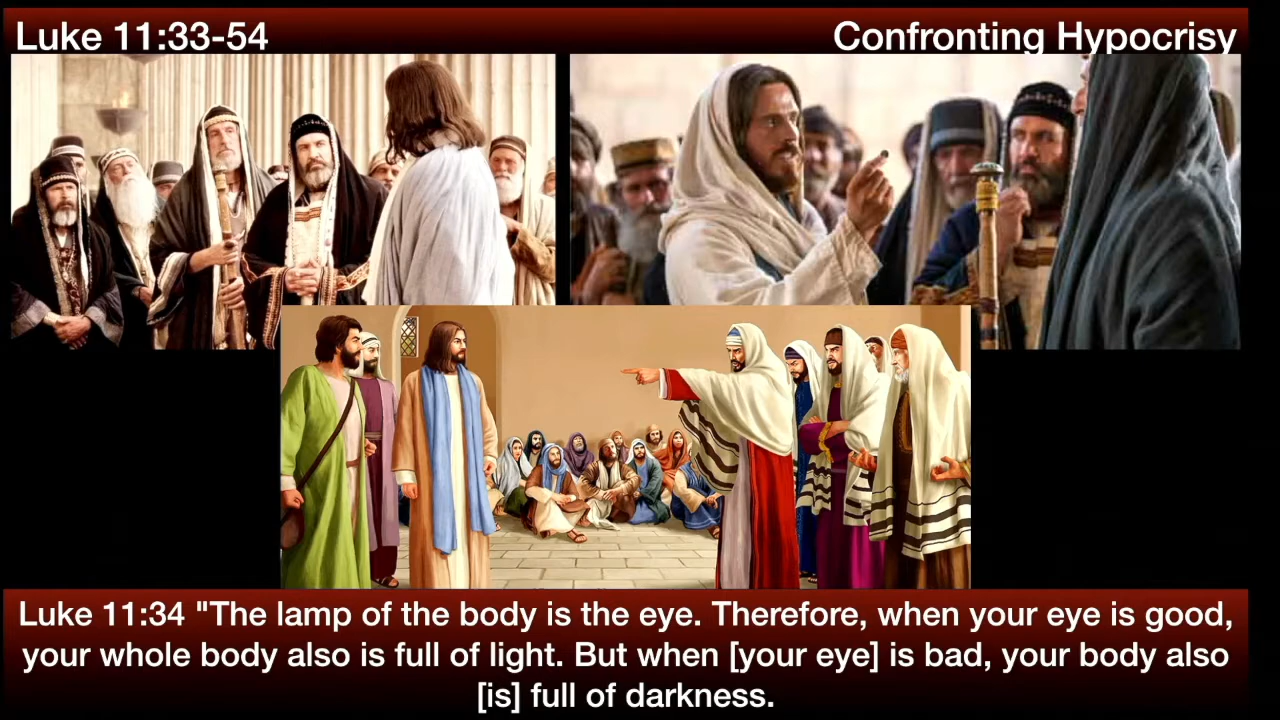 Luke 11:33-54
Confronting Hypocrisy
Luke 11:34 "The lamp of the body is the eye. Therefore, when your eye is good,
your whole body also is full of light. But when [your eye] is bad, your body also
[is] full of darkness.